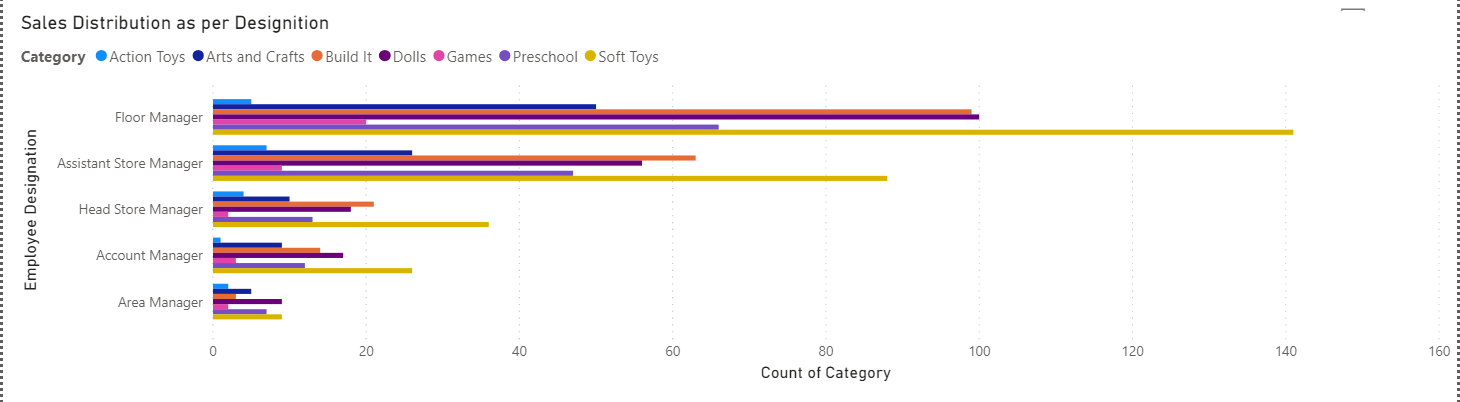 Sales Distribution as per Designition
Category Action Toys Arts and Crafts Build It Dolls Games Preschool Soft Toys
Employee Designation
Floor Manager
Assistant Store Manager
Head Store Manager
Account Manager
Area Manager
0 20 40 60 80 100 120 140 160
Count of Category